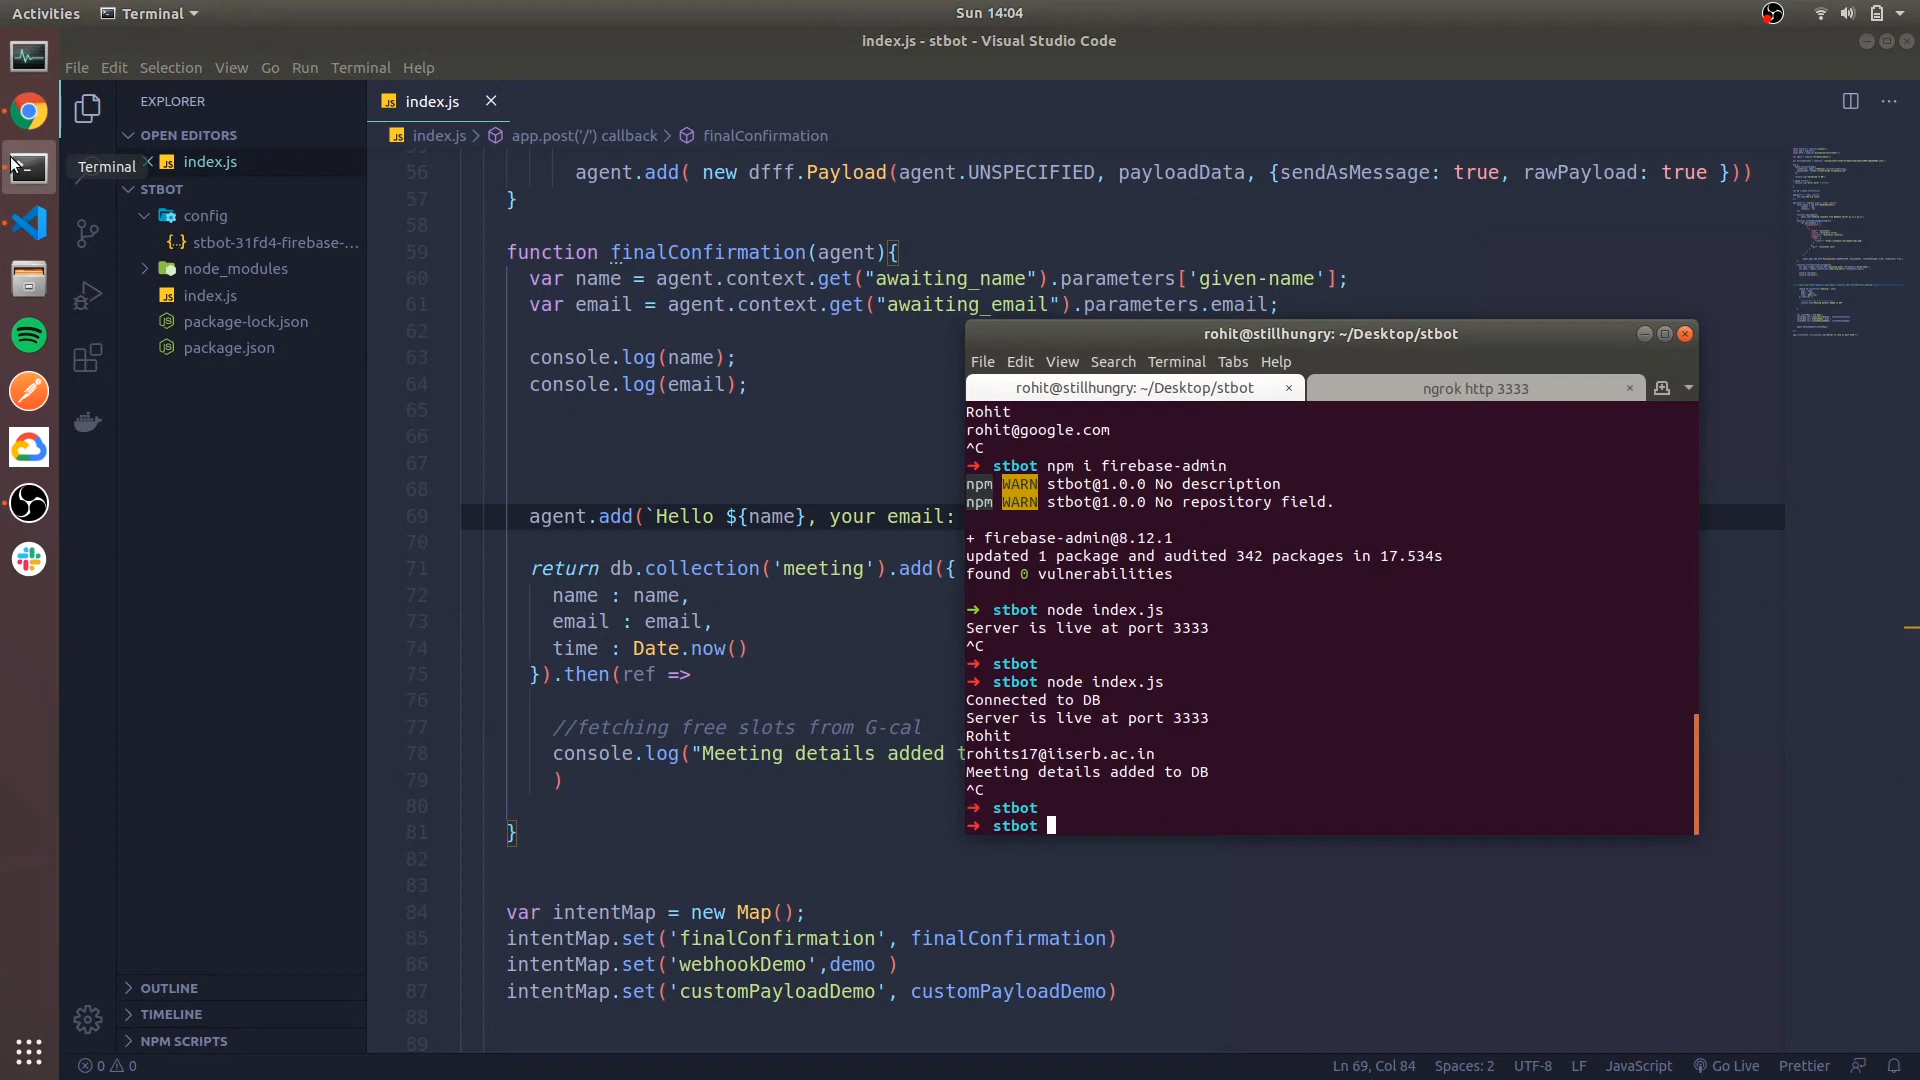 Activities
Terminal
Sun 14:04
index.js - stbot - Visual Studio Code
File Edit Selection View Go Run Terminal Help
EXPLORER
OPEN EDITORS
JS index.js
Terminal
STBOT
config
{..} stbot-31fd4-firebase-...
node_modules
JS index.js
package-lock.json
package.json
OUTLINE
TIMELINE
NPM SCRIPTS
JS index.js
JS index.js > app.post('/') callback > finalConfirmation
56 agent.add( new dfff.Payload(agent.UNSPECIFIED, payloadData, {sendAsMessage: true, rawPayload: true }))
57 }
58
59 function finalConfirmation(agent){
60 var name = agent.context.get("awaiting_name").parameters['given-name'];
61 var email = agent.context.get("awaiting_email").parameters.email;
62
63 console.log(name);
64 console.log(email);
65
66
67
68
69 agent.add(`Hello ${name}, your email:
70
71 return db.collection('meeting').add({
72 name : name,
73 email : email,
74 time : Date.now()
75 }).then(ref =>
76
77 //fetching free slots from G-cal
78 console.log("Meeting details added t
79 )
80
81 }
82
83
84 var intentMap = new Map();
85 intentMap.set('finalConfirmation', finalConfirmation)
86 intentMap.set('webhookDemo',demo )
87 intentMap.set('customPayloadDemo', customPayloadDemo)
88
89
rohit@stillhungry: ~/Desktop/stbot
File Edit View Search Terminal Tabs Help
rohit@stillhungry: ~/Desktop/stbot
ngrok http 3333
Rohit
rohit@google.com
^C
➜ stbot npm i firebase-admin
npm WARN stbot@1.0.0 No description
npm WARN stbot@1.0.0 No repository field.
+ firebase-admin@8.12.1
updated 1 package and audited 342 packages in 17.534s
found 0 vulnerabilities
➜ stbot node index.js
Server is live at port 3333
^C
➜ stbot
➜ stbot node index.js
Connected to DB
Server is live at port 3333
Rohit
rohits17@iiserb.ac.in
Meeting details added to DB
^C
➜ stbot
➜ stbot
0 0
Ln 69, Col 84 Spaces: 2 UTF-8 LF JavaScript Go Live Prettier